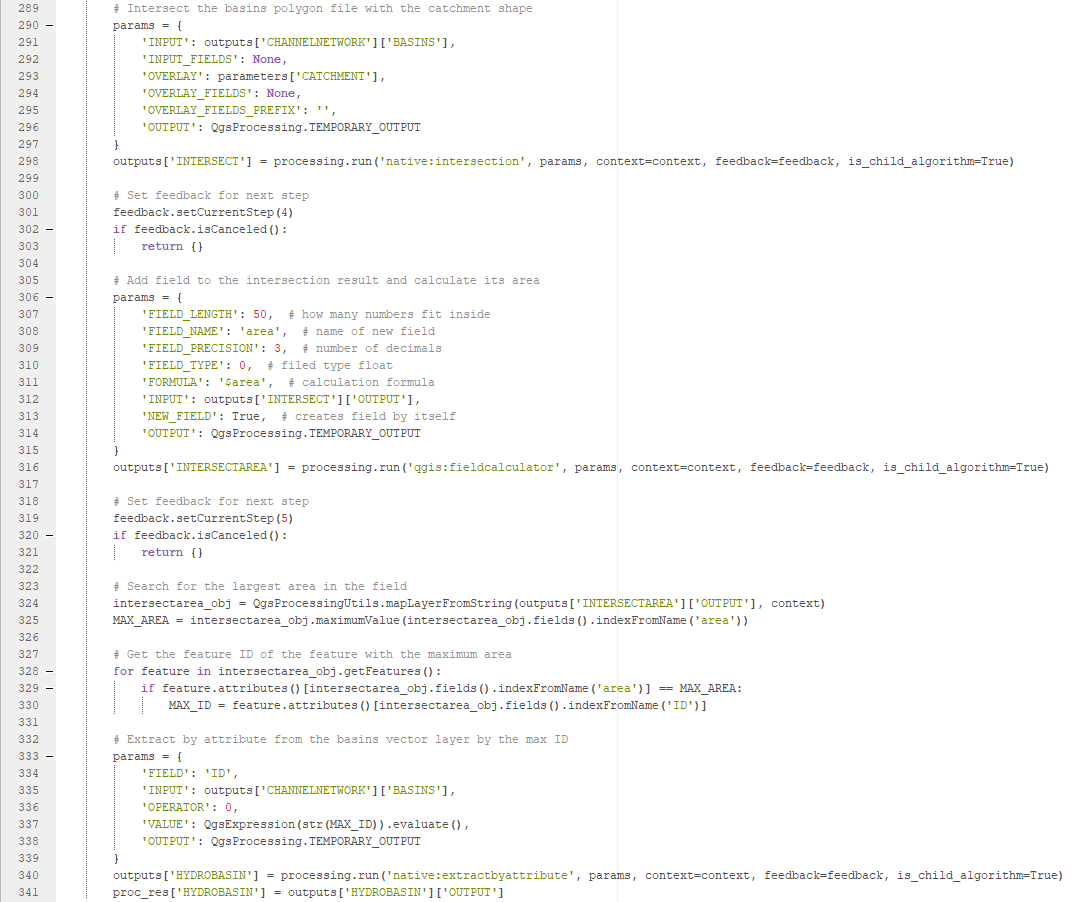 289 # Intersect the basins polygon file with the catchment shape
290 params = {
291 'INPUT': outputs['CHANNELNETWORK']['BASINS'],
292 'INPUT_FIELDS': None,
293 'OVERLAY': parameters['CATCHMENT'],
294 'OVERLAY_FIELDS': None,
295 'OVERLAY_FIELDS_PREFIX': '',
296 'OUTPUT': QgsProcessing.TEMPORARY_OUTPUT
297 }
298 outputs['INTERSECT'] = processing.run('native:intersection', params, context=context, feedback=feedback, is_child_algorithm=True)
299
300 # Set feedback for next step
301 feedback.setCurrentStep(4)
302 if feedback.isCanceled():
303 return {}
304
305 # Add field to the intersection result and calculate its area
306 params = {
307 'FIELD_LENGTH': 50, # how many numbers fit inside
308 'FIELD_NAME': 'area', # name of new field
309 'FIELD_PRECISION': 3, # number of decimals
310 'FIELD_TYPE': 0, # filed type float
311 'FORMULA': '$area', # calculation formula
312 'INPUT': outputs['INTERSECT']['OUTPUT'],
313 'NEW_FIELD': True, # creates field by itself
314 'OUTPUT': QgsProcessing.TEMPORARY_OUTPUT
315 }
316 outputs['INTERSECTAREA'] = processing.run('qgis:fieldcalculator', params, context=context, feedback=feedback, is_child_algorithm=True)
317
318 # Set feedback for next step
319 feedback.setCurrentStep(5)
320 if feedback.isCanceled():
321 return {}
322
323 # Search for the largest area in the field
324 intersectarea_obj = QgsProcessingUtils.mapLayerFromString(outputs['INTERSECTAREA']['OUTPUT'], context)
325 MAX_AREA = intersectarea_obj.maximumValue(intersectarea_obj.fields().indexFromName('area'))
326
327 # Get the feature ID of the feature with the maximum area
328 for feature in intersectarea_obj.getFeatures():
329 if feature.attributes()[intersectarea_obj.fields().indexFromName('area')] == MAX_AREA:
330 MAX_ID = feature.attributes()[intersectarea_obj.fields().indexFromName('ID')]
331
332 # Extract by attribute from the basins vector layer by the max ID
333 params = {
334 'FIELD': 'ID',
335 'INPUT': outputs['CHANNELNETWORK']['BASINS'],
336 'OPERATOR': 0,
337 'VALUE': QgsExpression(str(MAX_ID)).evaluate(),
338 'OUTPUT': QgsProcessing.TEMPORARY_OUTPUT
339 }
340 outputs['HYDROBASIN'] = processing.run('native:extractbyattribute', params, context=context, feedback=feedback, is_child_algorithm=True)
341 proc_res['HYDROBASIN'] = outputs['HYDROBASIN']['OUTPUT']